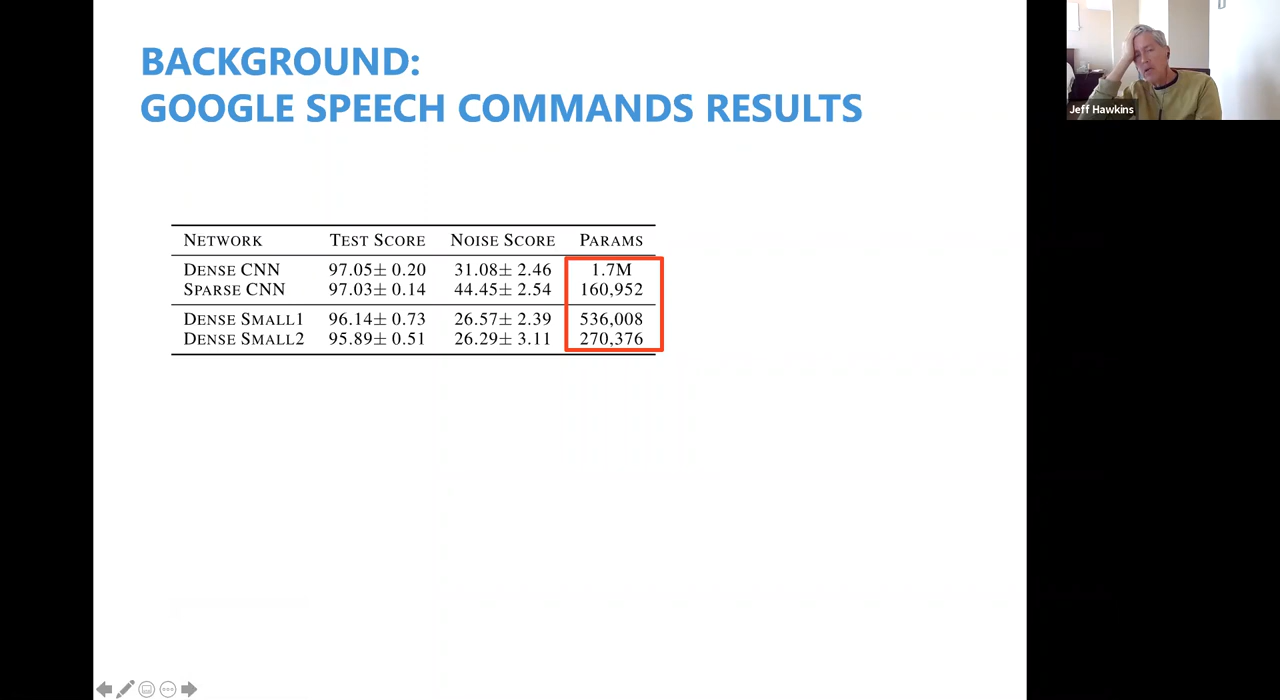 BACKGROUND:
GOOGLE SPEECH COMMANDS RESULTS
NETWORK TEST SCORE NOISE SCORE PARAMS
DENSE CNN 97.05± 0.20 31.08± 2.46 1.7M
SPARSE CNN 97.03± 0.14 44.45± 2.54 160,952
DENSE SMALL1 96.14± 0.73 26.57± 2.39 536,008
DENSE SMALL2 95.89± 0.51 26.29± 3.11 270,376
Jeff Hawkins